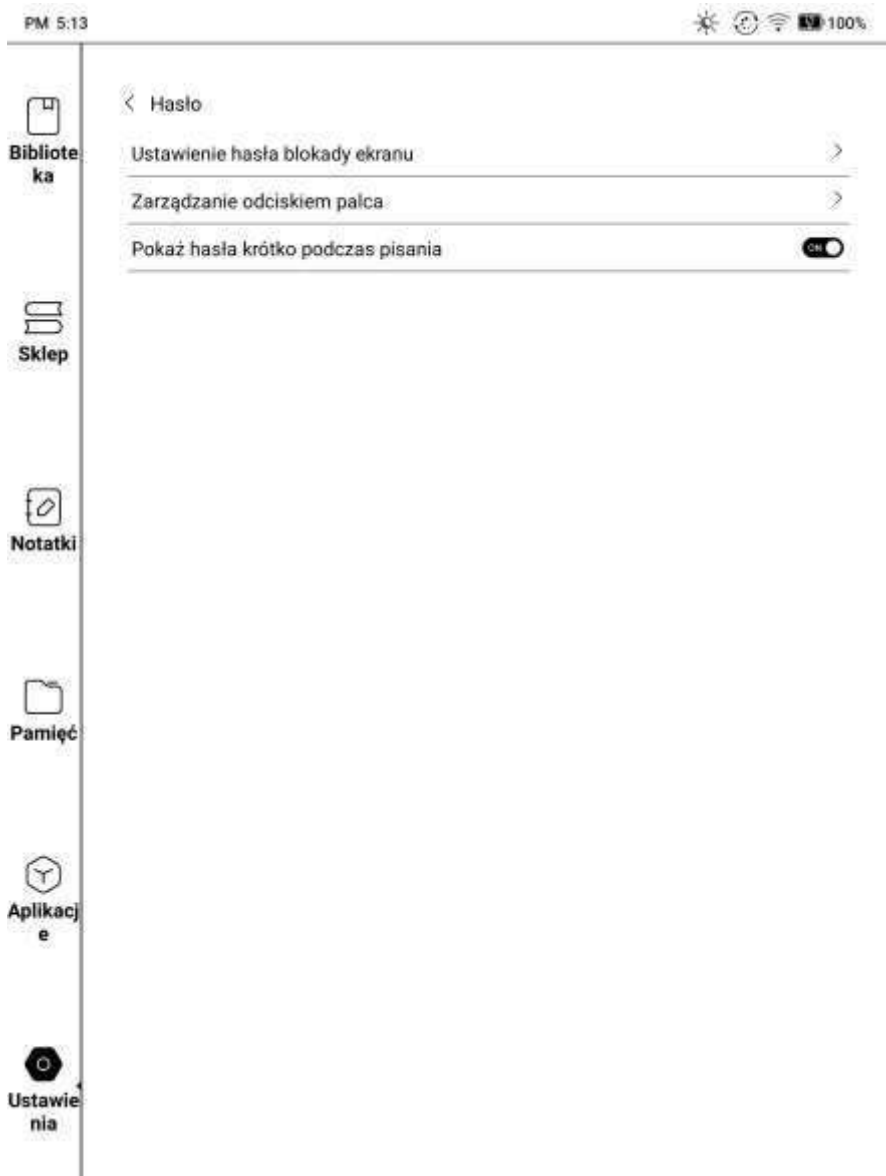 PM 5:13
100%
Hasło
Ustawienie hasła blokady ekranu
Zarządzanie odciskiem palca
Pokaż hasła krótko podczas pisania
ON
Bibliote
ka
Sklep
Notatki
Pamięć
Aplikacj
e
Ustawie
nia